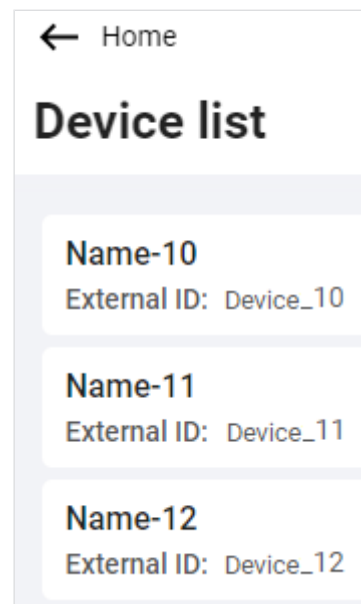 ← Home
Device list
Name-10
External ID: Device_10
Name-11
External ID: Device_11
Name-12
External ID: Device_12